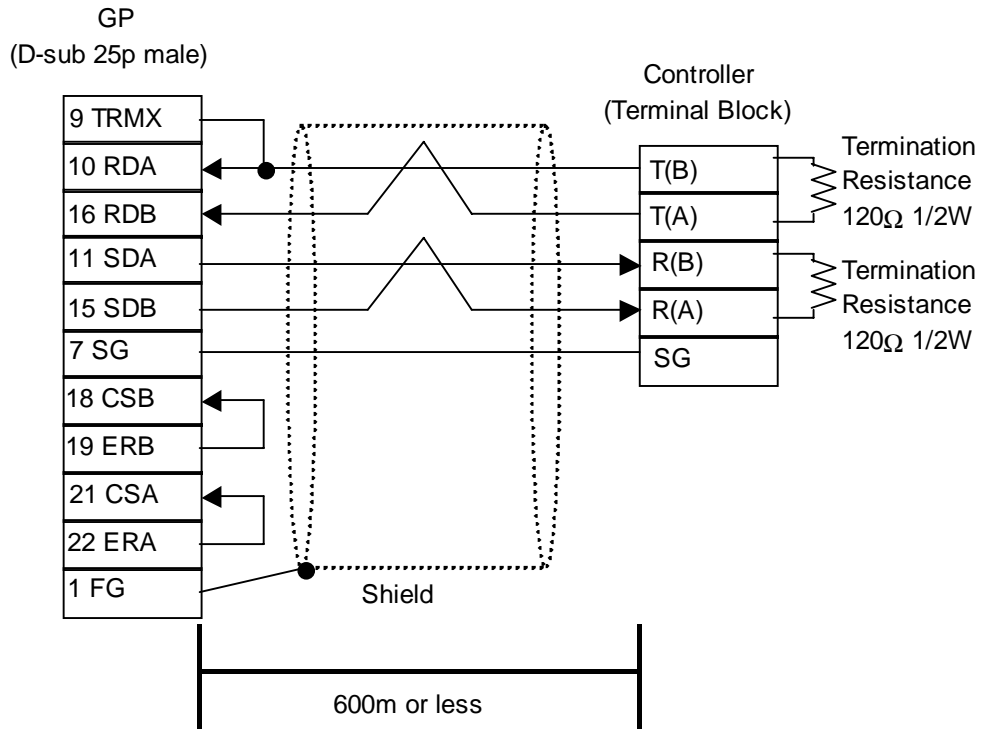 GP
(D-sub 25p male)
Controller
(Terminal Block)
9 TRMX
10 RDA
16 RDB
11 SDA
15 SDB
7 SG
18 CSB
19 ERB
21 CSA
22 ERA
1 FG
T(B)
T(A)
R(B)
R(A)
SG
Termination
Resistance
120Ω 1/2W
Termination
Resistance
120Ω 1/2W
Shield
600m or less